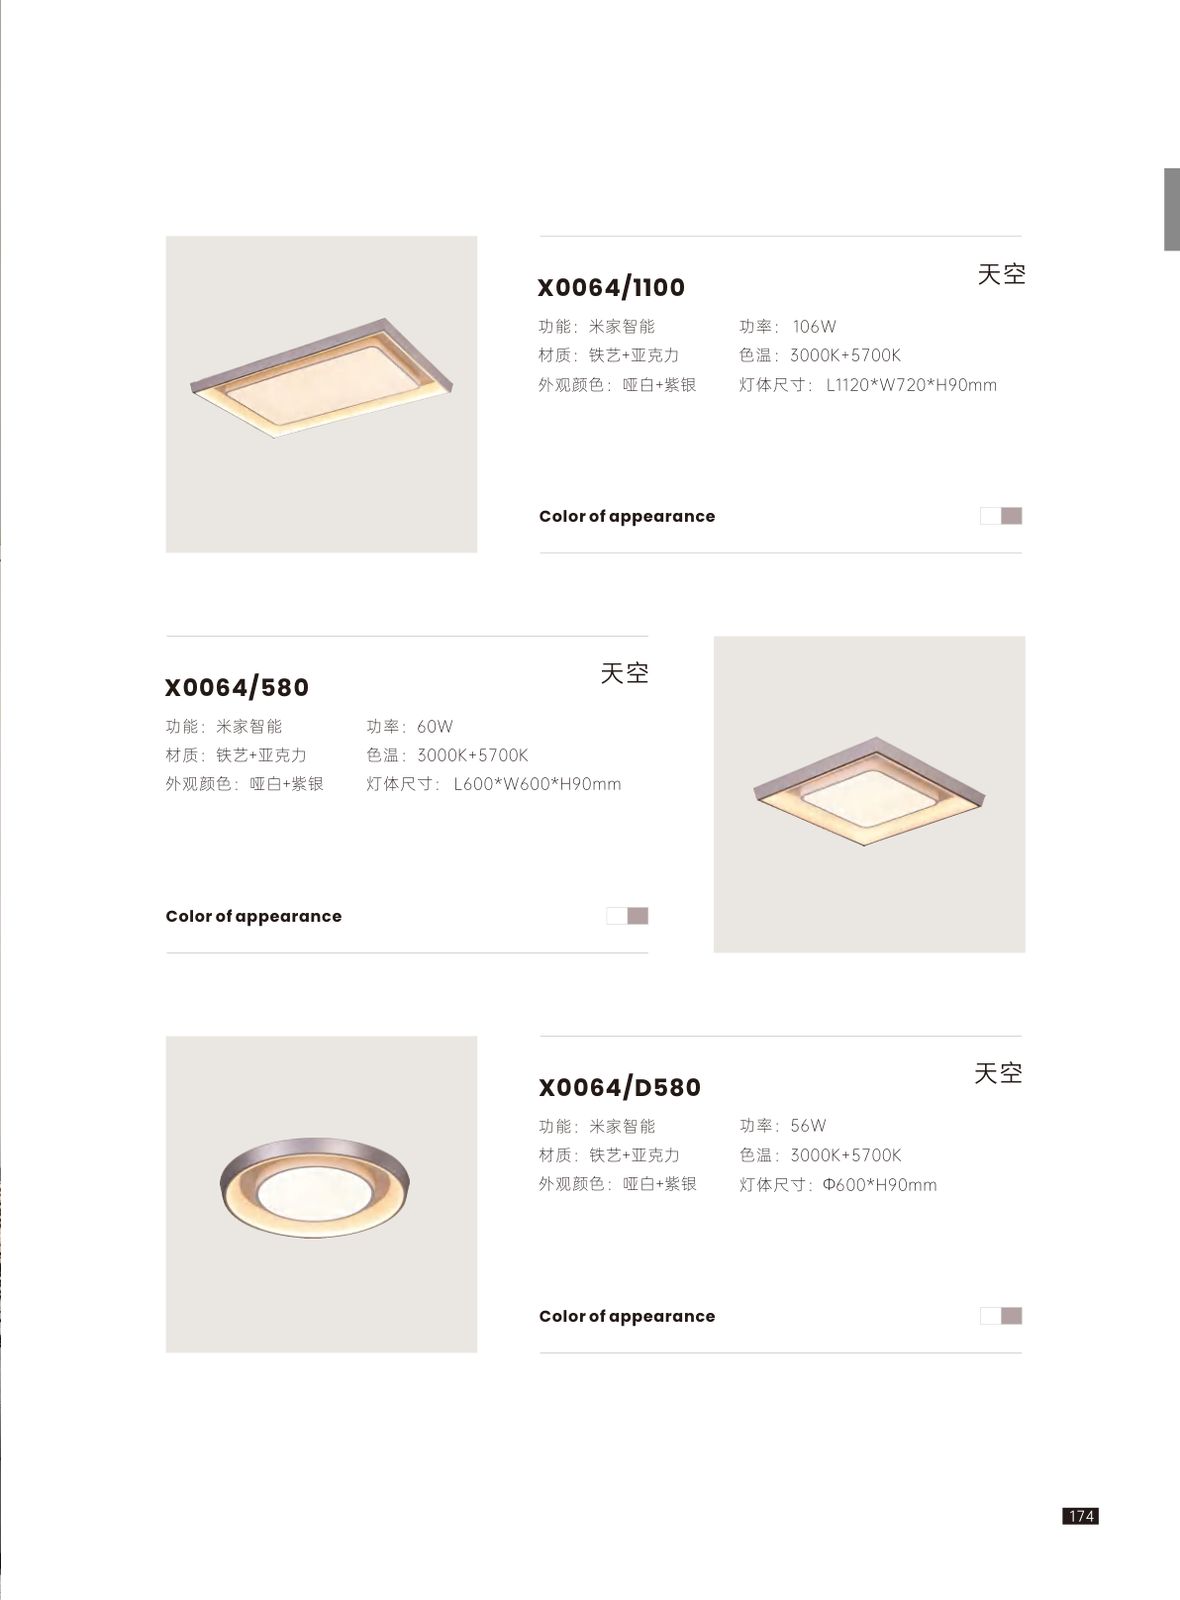 X0064/1100
天空
功能：米家智能
功率： 106W
材质：铁艺+亚克力
色温：3000K+5700K
外观颜色：哑白+紫银
灯体尺寸： L1120*W720*H90mm
Color of appearance
X0064/580
天空
功能：米家智能
功率：60W
材质：铁艺+亚克力
色温：3000K+5700K
外观颜色：哑白+紫银
灯体尺寸： L600*W600*H90mm
Color of appearance
X0064/D580
天空
功能：米家智能
功率：56W
材质：铁艺+亚克力
色温：3000K+5700K
外观颜色：哑白+紫银
灯体尺寸：Φ600*H90mm
Color of appearance
174